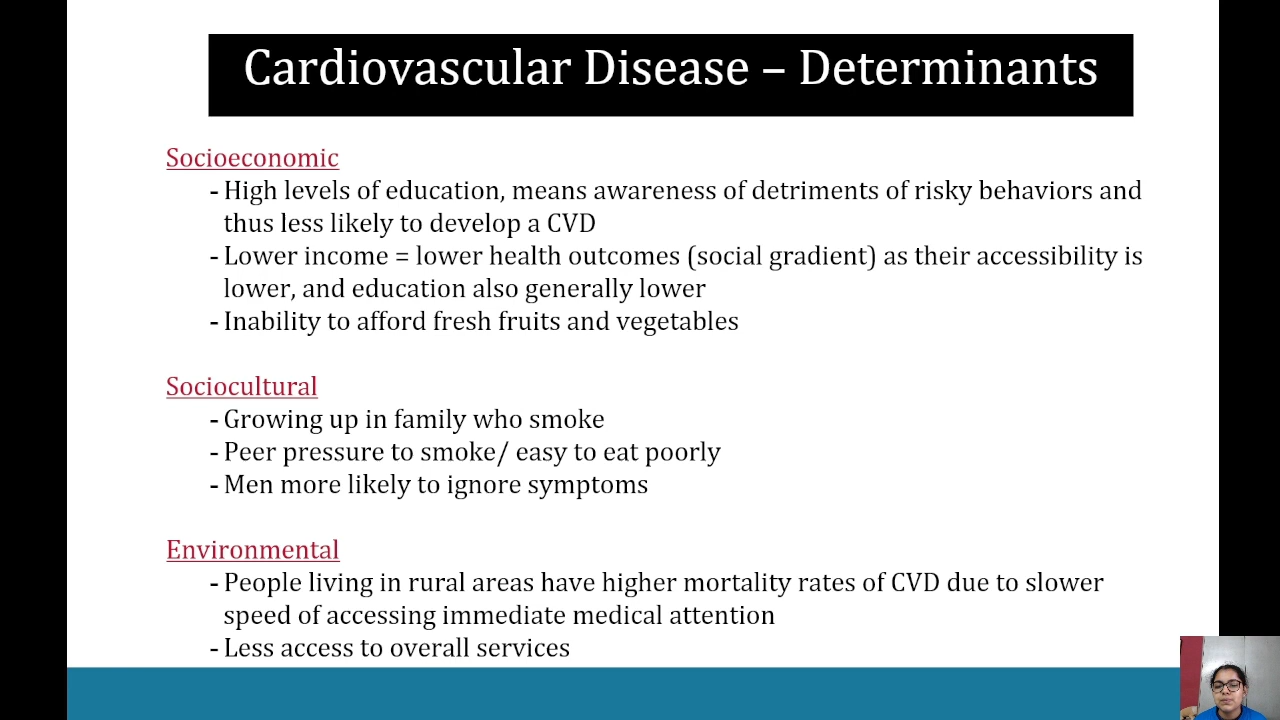 Cardiovascular Disease – Determinants
Socioeconomic
- High levels of education, means awareness of detriments of risky behaviors and
thus less likely to develop a CVD
- Lower income = lower health outcomes (social gradient) as their accessibility is
lower, and education also generally lower
- Inability to afford fresh fruits and vegetables
Sociocultural
- Growing up in family who smoke
- Peer pressure to smoke/ easy to eat poorly
- Men more likely to ignore symptoms
Environmental
- People living in rural areas have higher mortality rates of CVD due to slower
speed of accessing immediate medical attention
- Less access to overall services